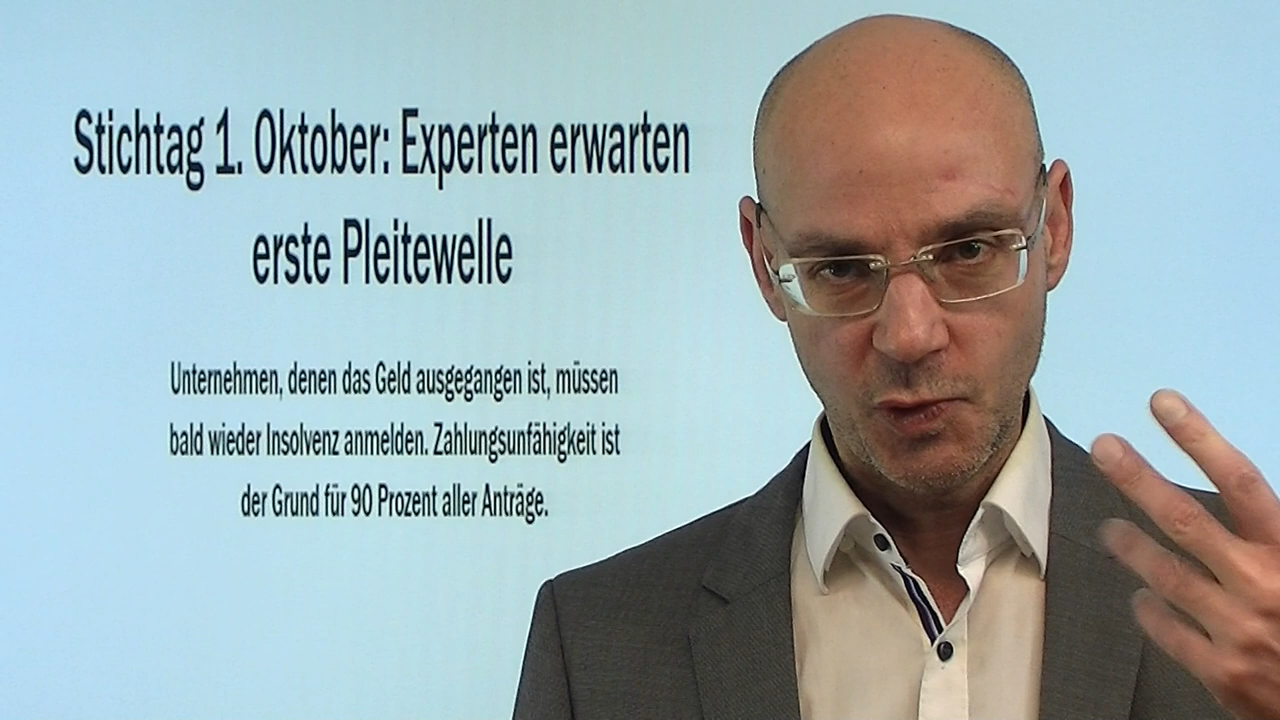 Stichtag 1. Oktober: Experten erwarten
erste Pleitewelle
Unternehmen, denen das Geld ausgegangen ist, müssen
bald wieder Insolvenz anmelden. Zahlungsunfähigkeit ist
der Grund für 90 Prozent aller Anträge.